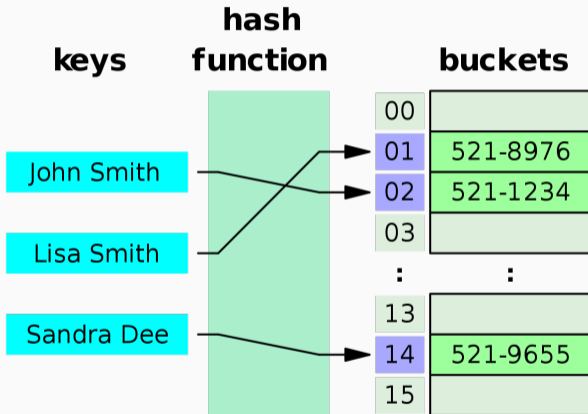 keys
hash
function
buckets
John Smith
Lisa Smith
Sandra Dee
00
01 521-8976
02 521-1234
03
: :
13
14 521-9655
15